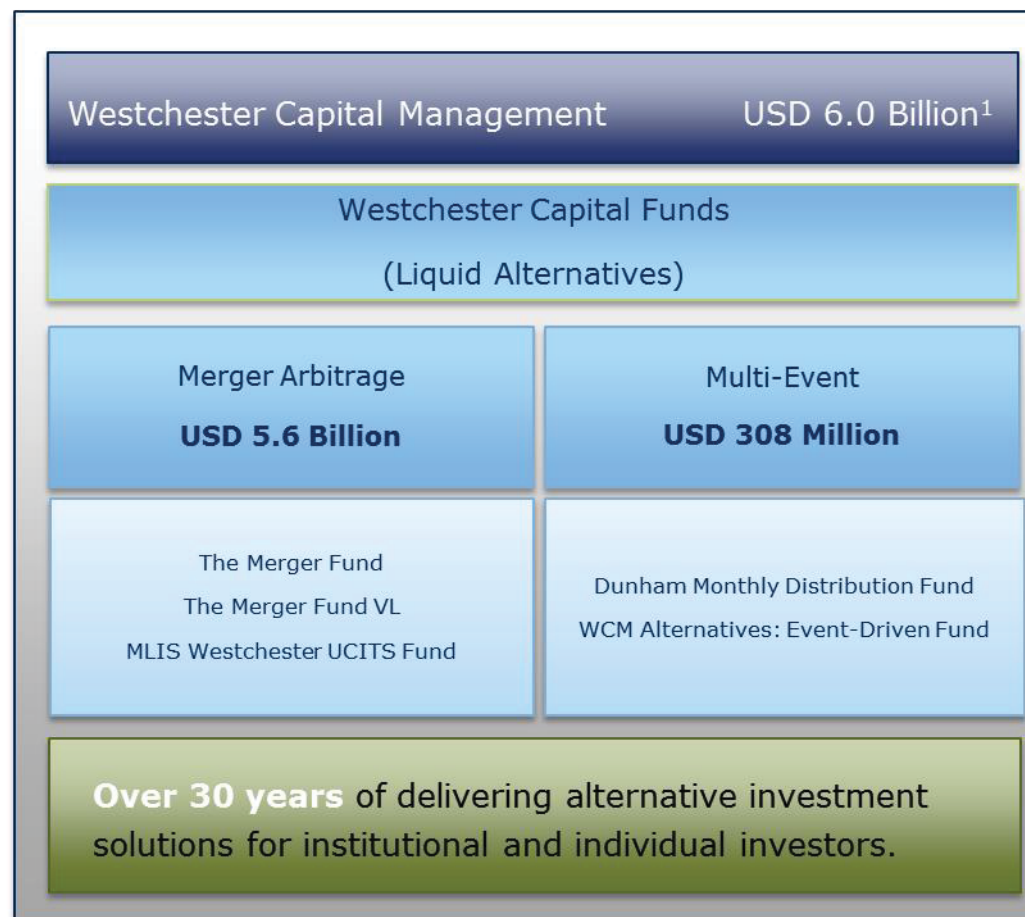 Westchester Capital Management USD 6.0 Billion¹
Westchester Capital Funds
(Liquid Alternatives)
Merger Arbitrage
USD 5.6 Billion
Multi-Event
USD 308 Million
The Merger Fund
The Merger Fund VL
MLIS Westchester UCITS Fund
Dunham Monthly Distribution Fund
WCM Alternatives: Event-Driven Fund
Over 30 years of delivering alternative investment
solutions for institutional and individual investors.